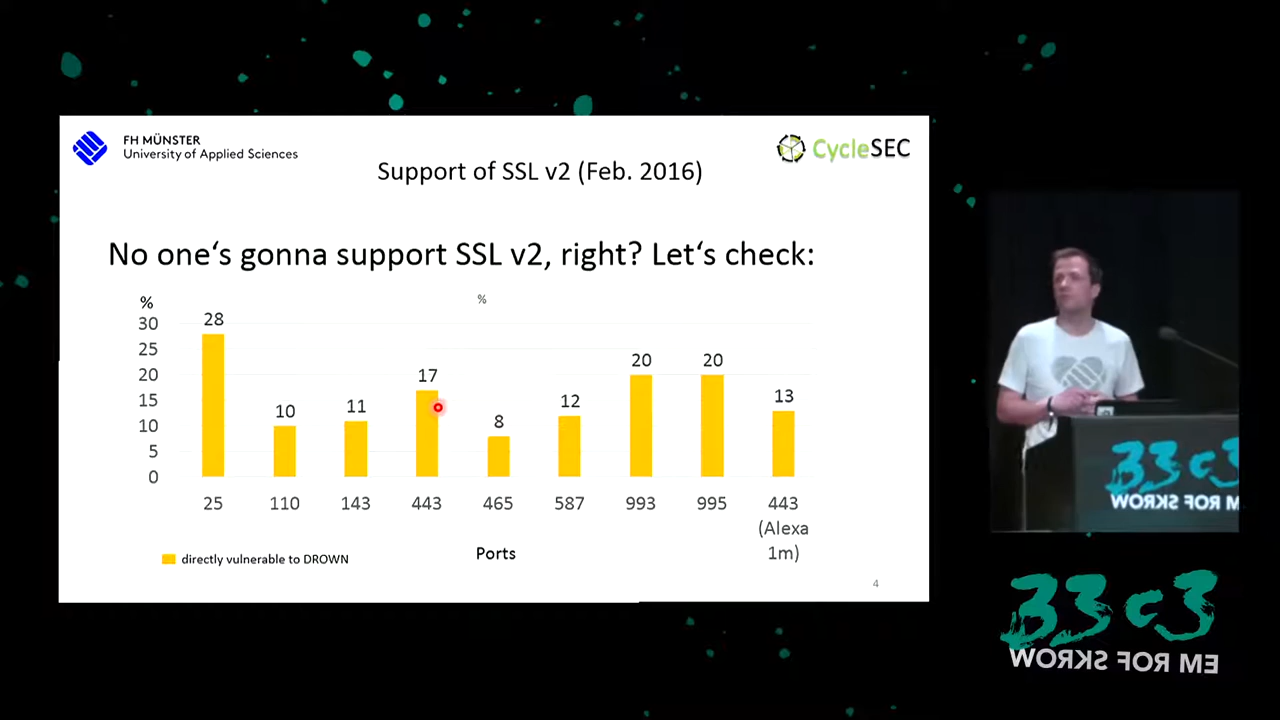 FH MÜNSTER
University of Applied Sciences
CycleSEC
Support of SSL v2 (Feb. 2016)
No one‘s gonna support SSL v2, right? Let‘s check:
%
%
30
25
20
15
10
5
0
28
10
11
17
8
12
20
20
13
25
110
143
443
465
587
993
995
443
(Alexa
1m)
Ports
directly vulnerable to DROWN
4
33c3
WORKS FOR M
33c3
WORKS FOR ME